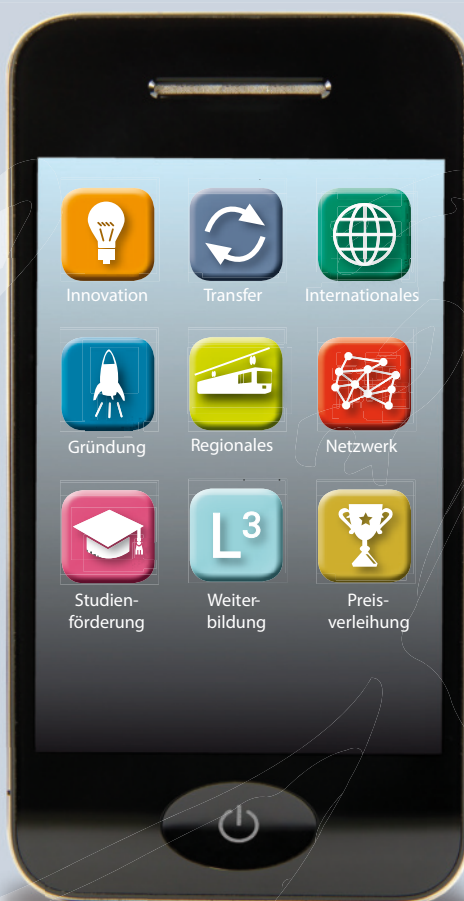 Innovation
Transfer
Internationales
Gründung
Regionales
Netzwerk
L³
Studien-
förderung
Weiter-
bildung
Preis-
verleihung